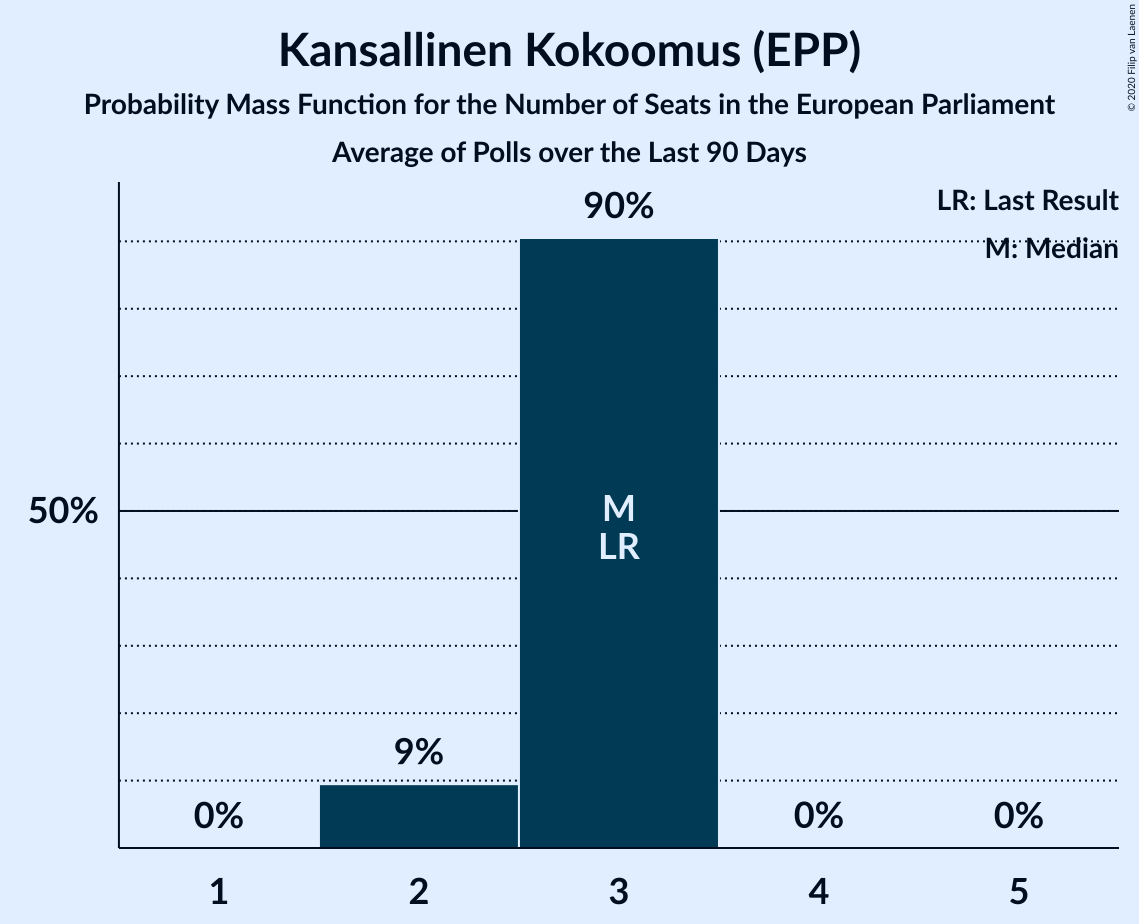 Kansallinen Kokoomus (EPP)
Probability Mass Function for the Number of Seats in the European Parliament
Average of Polls over the Last 90 Days
© 2020 Filip van Laenen
LR: Last Result
M: Median
90%
50%
M
LR
9%
0%
0%
0%
1
2
3
4
5